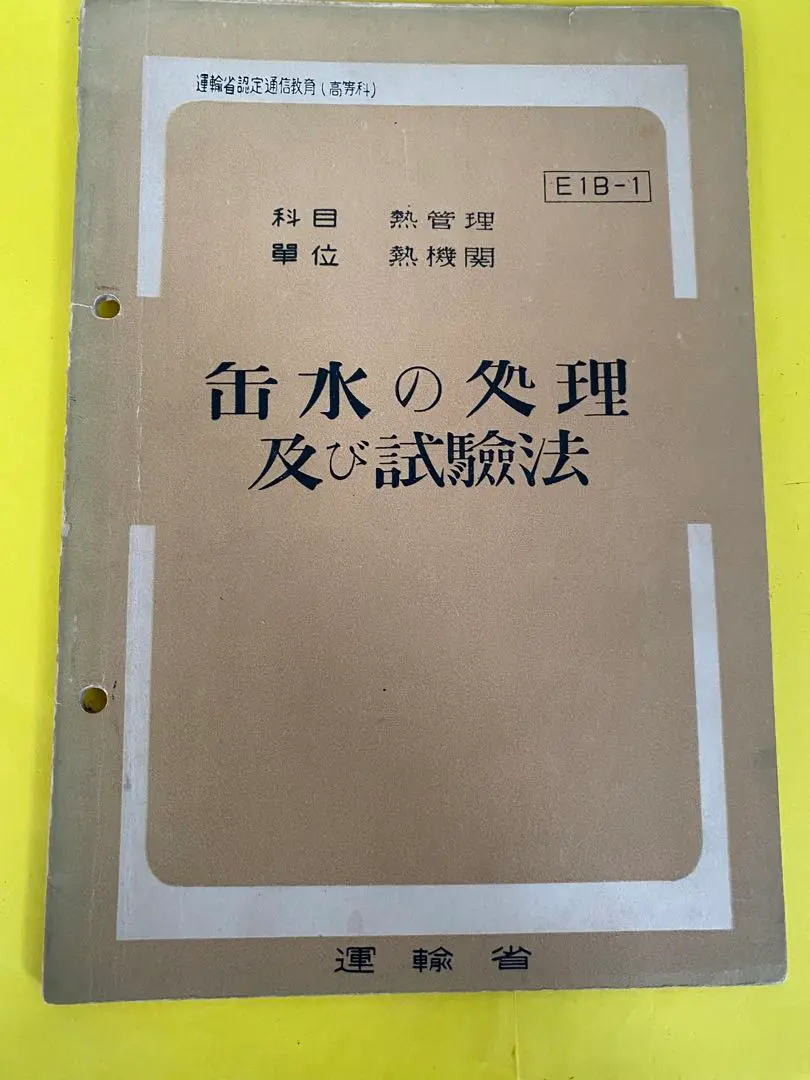 運輸省認定通信教育(高等科)
E1B-1
科目 熱管理
單位 熱機関
缶水の処理
及び試驗法
運輸省